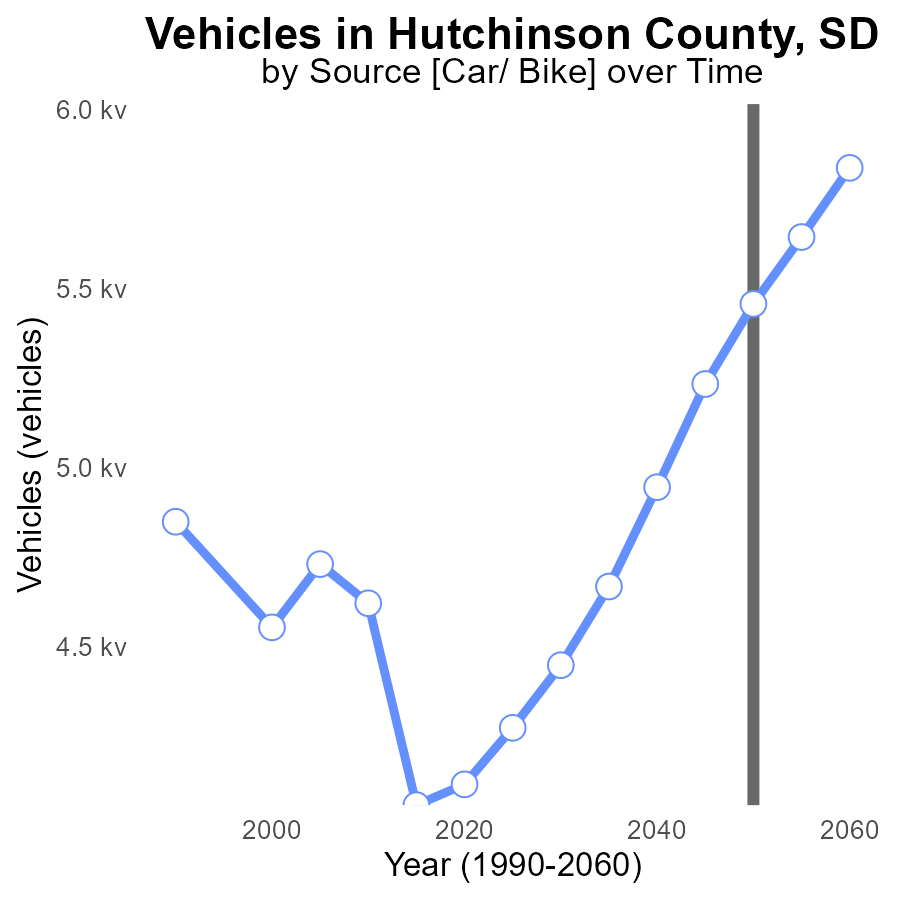 Vehicles in Hutchinson County, SD
by Source [Car/ Bike] over Time
6.0 kv
5.5 kv
5.0 kv
4.5 kv
Vehicles (vehicles)
2000 2020 2040 2060
Year (1990-2060)